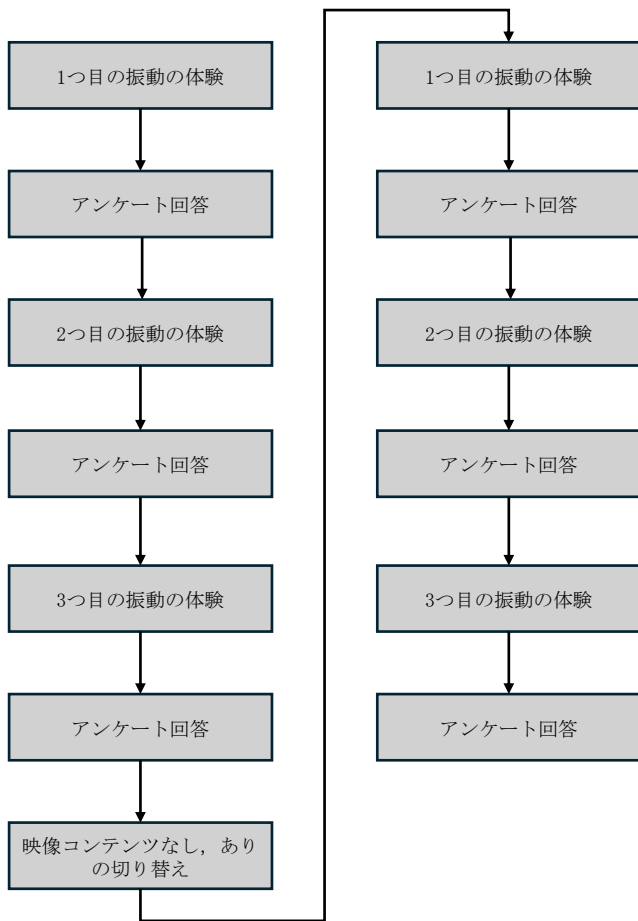 1つ目の振動の体験
アンケート回答
2つ目の振動の体験
アンケート回答
3つ目の振動の体験
アンケート回答
映像コンテンツなし，あり
の切り替え
1つ目の振動の体験
アンケート回答
2つ目の振動の体験
アンケート回答
3つ目の振動の体験
アンケート回答